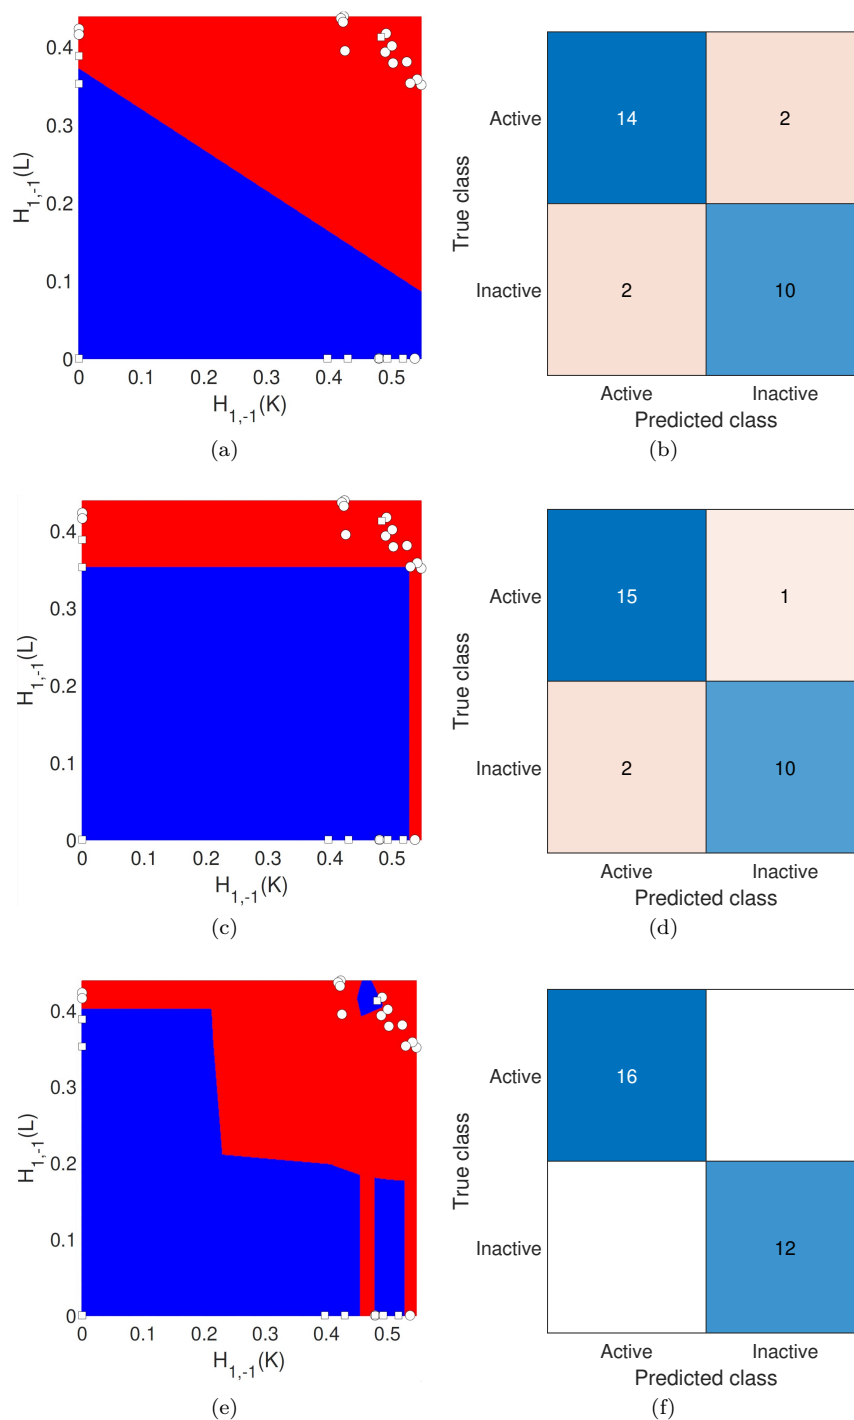 0.4
0.3
0.2
0.1
0
H1,-1(L)
0 0.1 0.2 0.3 0.4 0.5
H1,-1(K)
(a)
True class
Active 14 2
Inactive 2 10
Active Inactive
Predicted class
(b)
0.4
0.3
0.2
0.1
0
H1,-1(L)
0 0.1 0.2 0.3 0.4 0.5
H1,-1(K)
(c)
True class
Active 15 1
Inactive 2 10
Active Inactive
Predicted class
(d)
0.4
0.3
0.2
0.1
0
H1,-1(L)
0 0.1 0.2 0.3 0.4 0.5
H1,-1(K)
(e)
True class
Active 16
Inactive 12
Active Inactive
Predicted class
(f)